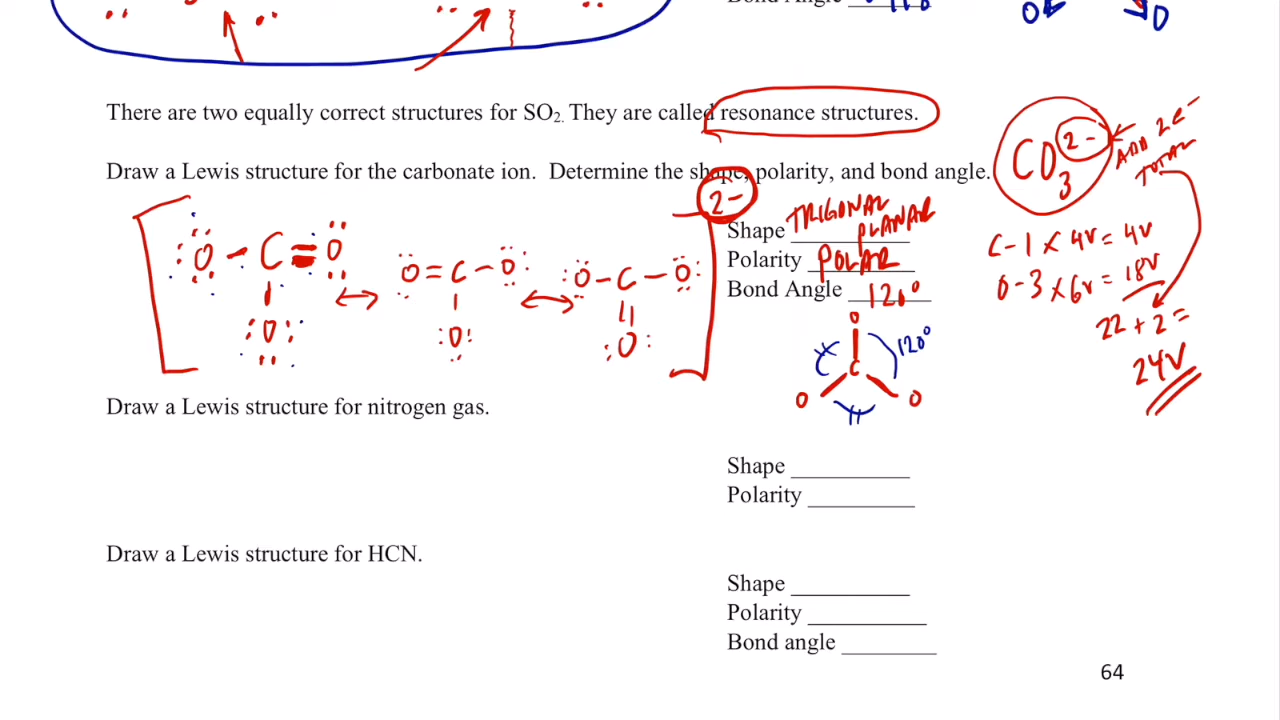 Bond Angle
There are two equally correct structures for SO2. They are called resonance structures.
Draw a Lewis structure for the carbonate ion. Determine the shape, polarity, and bond angle.
CO3 2-
ADD 2e-
TOTAL
2-
Shape TRIGONAL PLANAR
Polarity POLAR
Bond Angle 120°
C-1 × 4v = 4v
O-3 × 6v = 18v
22 + 2 =
24V
O - C = O
O
O = C - O
O
O - C - O
O
O
C
O O
120°
Draw a Lewis structure for nitrogen gas.
Shape
Polarity
Draw a Lewis structure for HCN.
Shape
Polarity
Bond angle
64